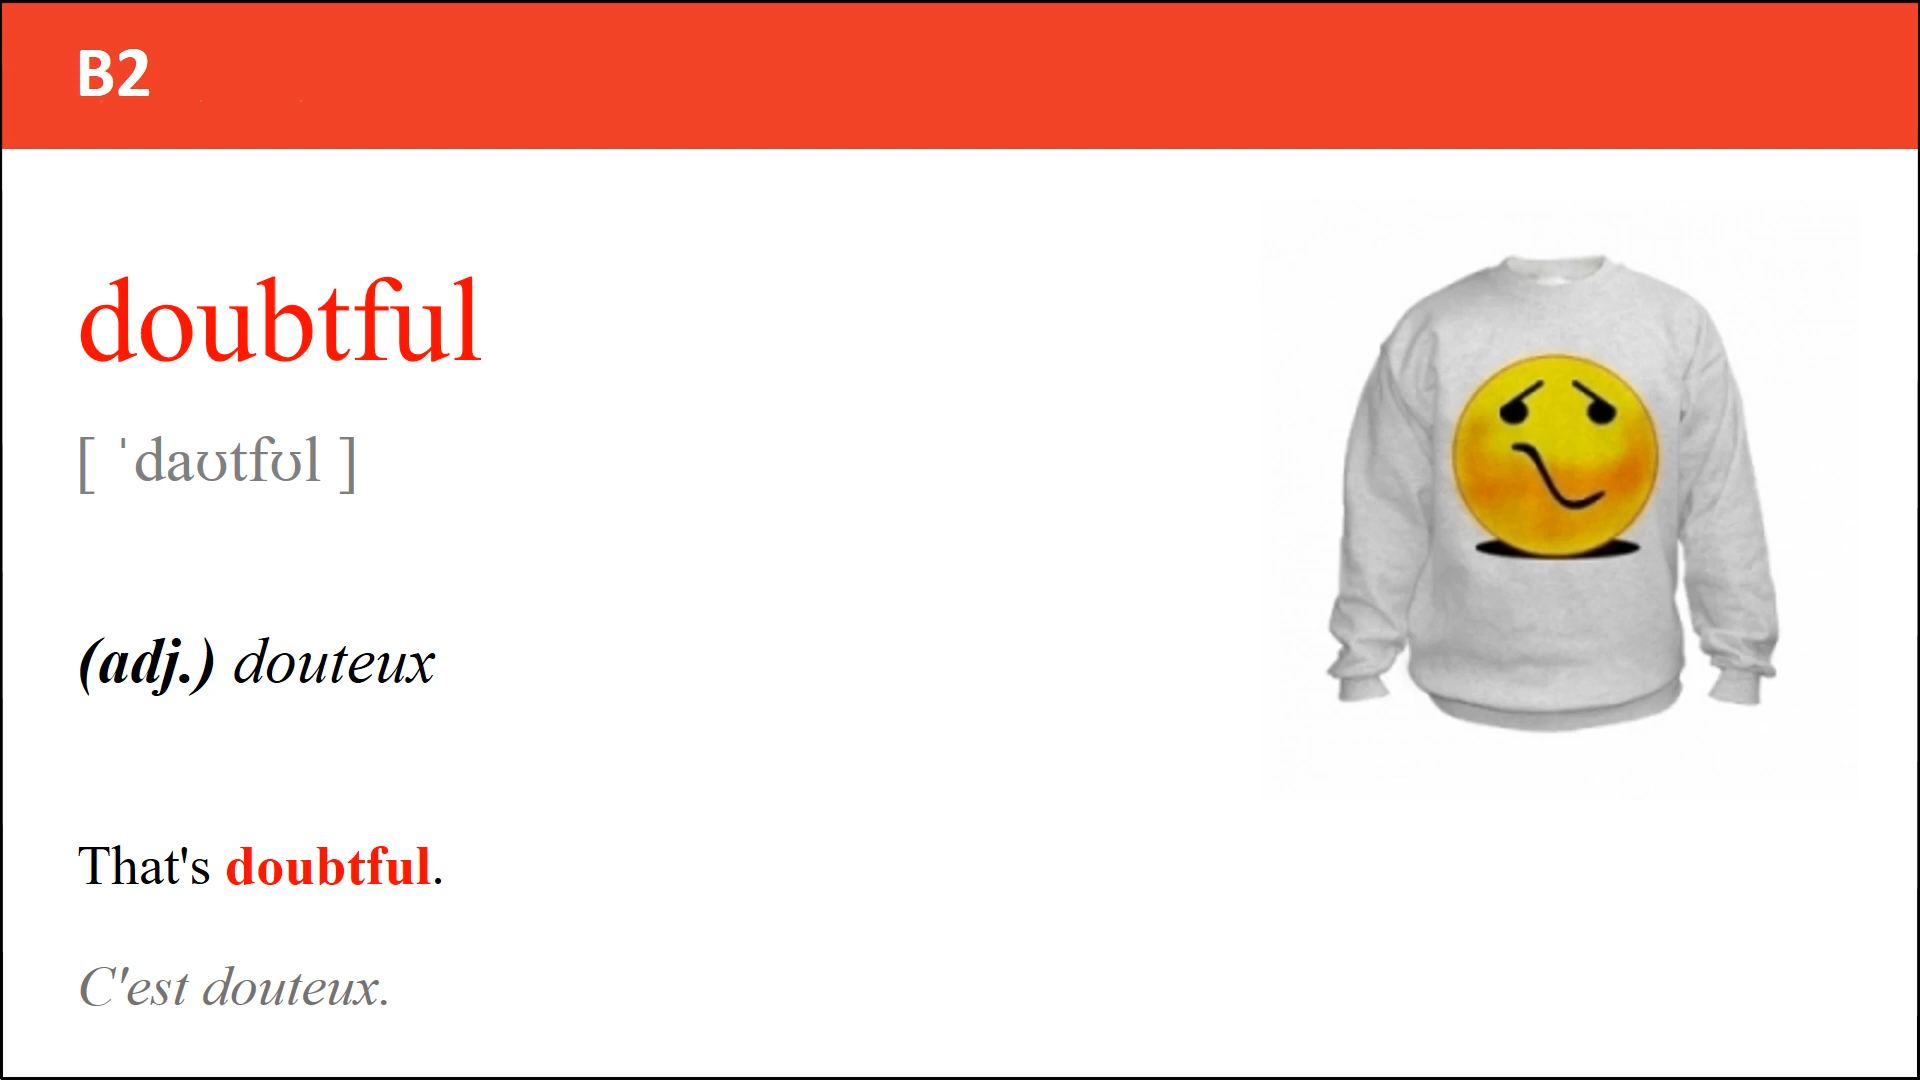 B2
doubtful
[ ˈdaʊtfʊl ]
(adj.) douteux
That's doubtful.
C'est douteux.